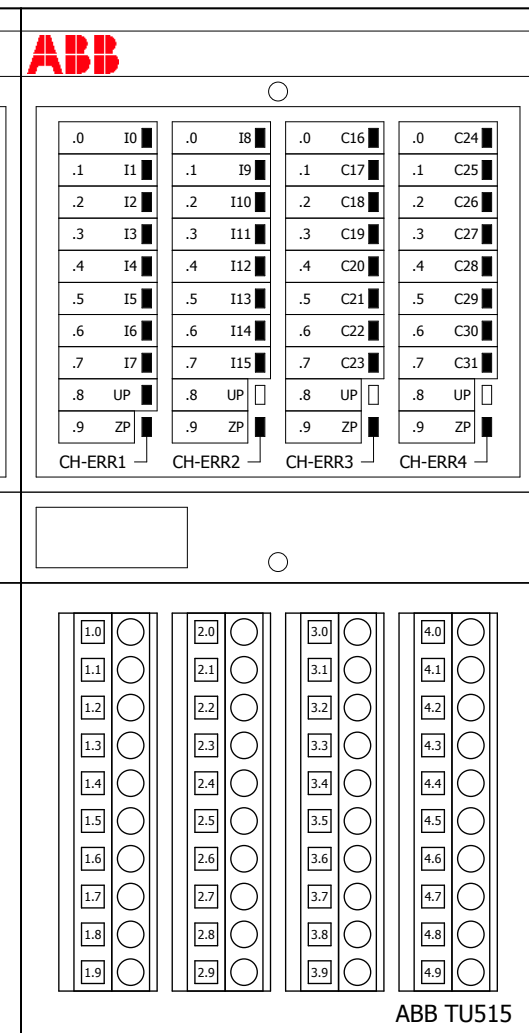 ABB
.0 I0 .0 I8 .0 C16 .0 C24
.1 I1 .1 I9 .1 C17 .1 C25
.2 I2 .2 I10 .2 C18 .2 C26
.3 I3 .3 I11 .3 C19 .3 C27
.4 I4 .4 I12 .4 C20 .4 C28
.5 I5 .5 I13 .5 C21 .5 C29
.6 I6 .6 I14 .6 C22 .6 C30
.7 I7 .7 I15 .7 C23 .7 C31
.8 UP .8 UP .8 UP .8 UP
.9 ZP .9 ZP .9 ZP .9 ZP
CH-ERR1 CH-ERR2 CH-ERR3 CH-ERR4
1.0 2.0 3.0 4.0
1.1 2.1 3.1 4.1
1.2 2.2 3.2 4.2
1.3 2.3 3.3 4.3
1.4 2.4 3.4 4.4
1.5 2.5 3.5 4.5
1.6 2.6 3.6 4.6
1.7 2.7 3.7 4.7
1.8 2.8 3.8 4.8
1.9 2.9 3.9 4.9
ABB TU515